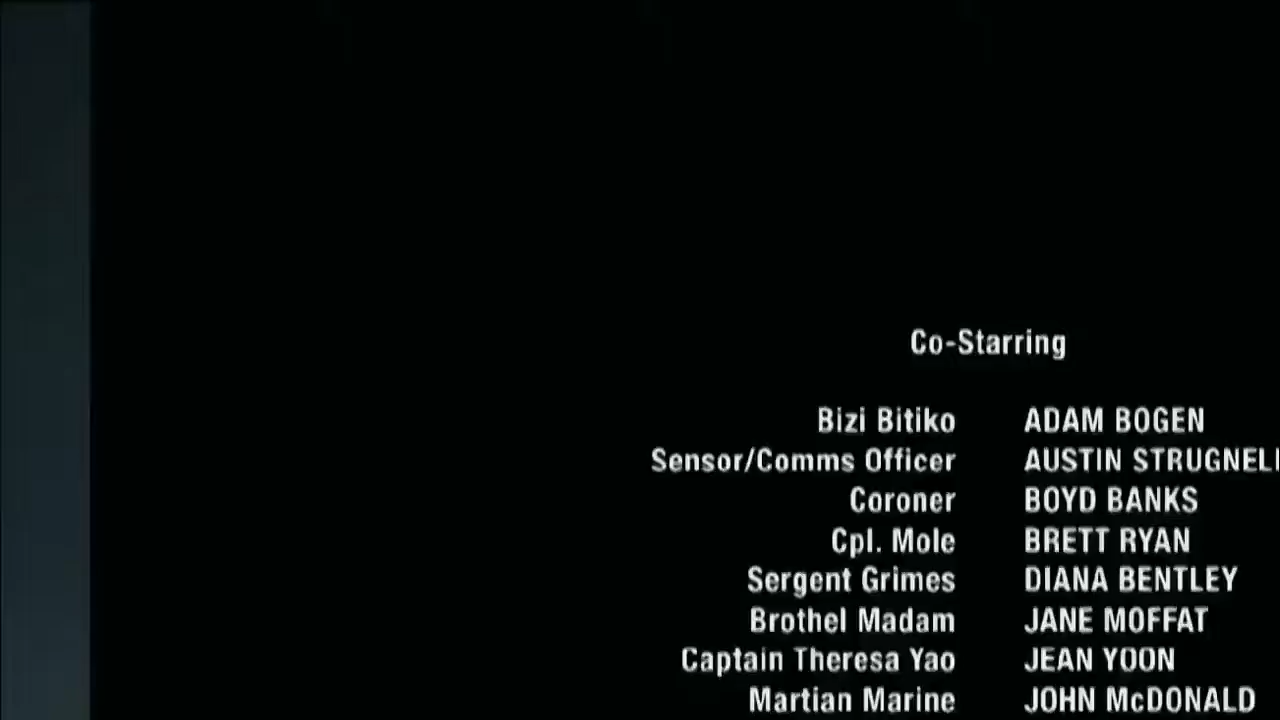 Co-Starring
Bizi Bitiko ADAM BOGEN
Sensor/Comms Officer AUSTIN STRUGNELL
Coroner BOYD BANKS
Cpl. Mole BRETT RYAN
Sergent Grimes DIANA BENTLEY
Brothel Madam JANE MOFFAT
Captain Theresa Yao JEAN YOON
Martian Marine JOHN McDONALD